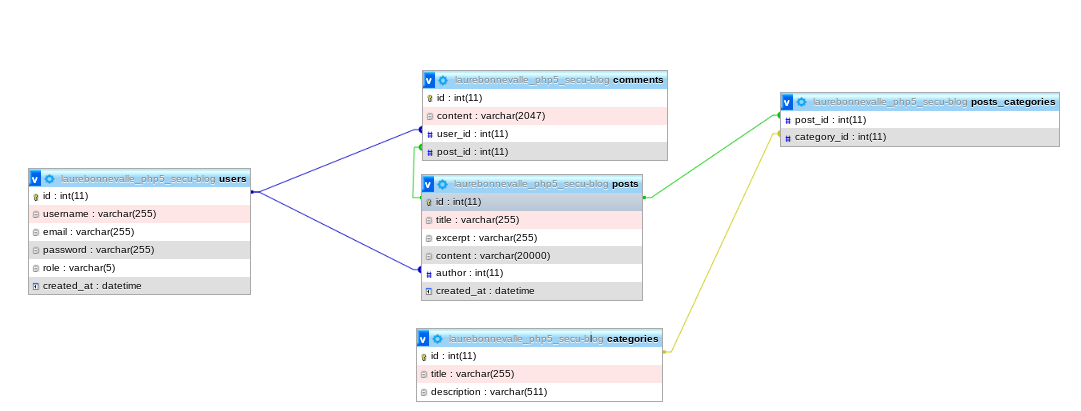 v laurebonnevalle_php5_secu-blog users
id : int(11)
username : varchar(255)
email : varchar(255)
password : varchar(255)
role : varchar(5)
created_at : datetime
v laurebonnevalle_php5_secu-blog comments
id : int(11)
content : varchar(2047)
# user_id : int(11)
# post_id : int(11)
v laurebonnevalle_php5_secu-blog posts
id : int(11)
title : varchar(255)
excerpt : varchar(255)
content : varchar(20000)
# author : int(11)
created_at : datetime
v laurebonnevalle_php5_secu-blog categories
id : int(11)
title : varchar(255)
description : varchar(511)
v laurebonnevalle_php5_secu-blog posts_categories
# post_id : int(11)
# category_id : int(11)